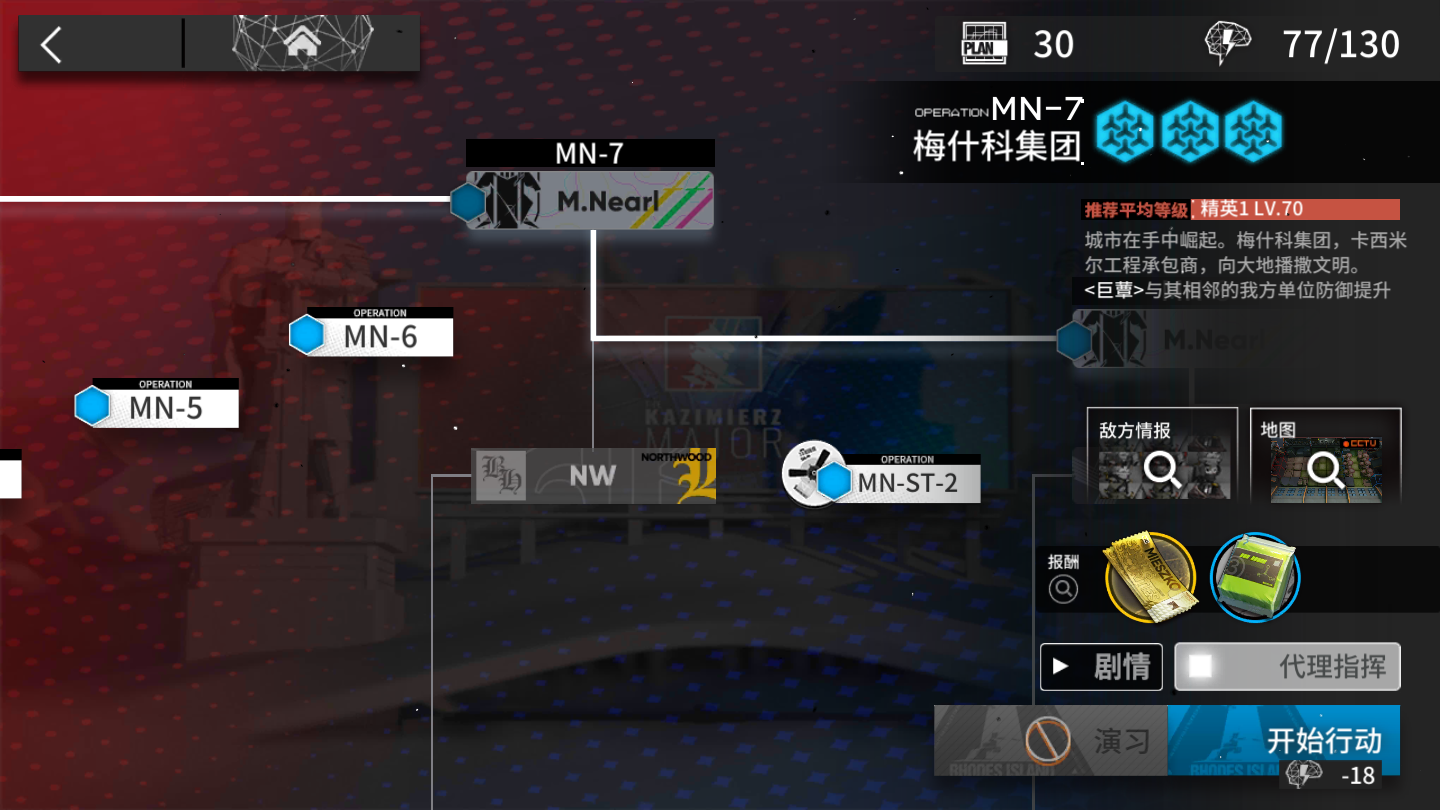 PLAN
30
77/130
OPERATION MN-7
梅什科集团
MN-7
M.Nearl
推荐平均等级 精英1 LV.70
城市在手中崛起。梅什科集团，卡西米
尔工程承包商，向大地播撒文明。
<巨蕈>与其相邻的我方单位防御提升
OPERATION
MN-6
M.Nearl
OPERATION
MN-5
KAZIMIERZ
MAJOR
敌方情报
地图
CCTV
BH
NW
NORTHWOOD
OPERATION
MN-ST-2
报酬
MIESZKO
剧情
代理指挥
演习
RHODES ISLAND
开始行动
-18